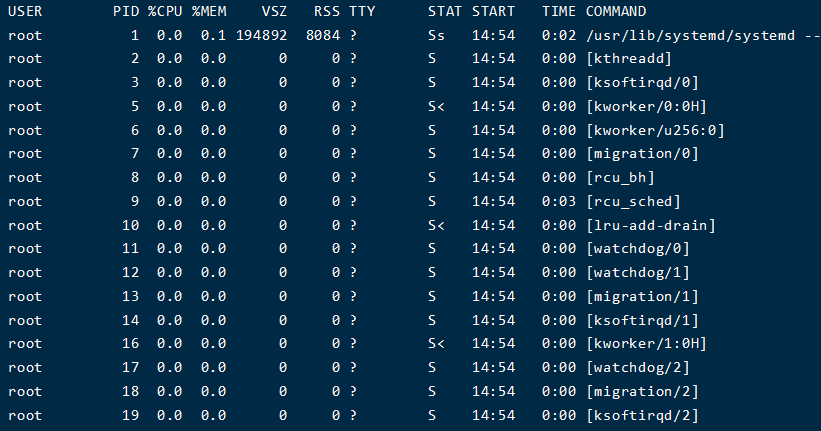 USER PID %CPU %MEM VSZ RSS TTY STAT START TIME COMMAND
root 1 0.0 0.1 194892 8084 ? Ss 14:54 0:02 /usr/lib/systemd/systemd --
root 2 0.0 0.0 0 0 ? S 14:54 0:00 [kthreadd]
root 3 0.0 0.0 0 0 ? S 14:54 0:00 [ksoftirqd/0]
root 5 0.0 0.0 0 0 ? S< 14:54 0:00 [kworker/0:0H]
root 6 0.0 0.0 0 0 ? S 14:54 0:00 [kworker/u256:0]
root 7 0.0 0.0 0 0 ? S 14:54 0:00 [migration/0]
root 8 0.0 0.0 0 0 ? S 14:54 0:00 [rcu_bh]
root 9 0.0 0.0 0 0 ? S 14:54 0:03 [rcu_sched]
root 10 0.0 0.0 0 0 ? S< 14:54 0:00 [lru-add-drain]
root 11 0.0 0.0 0 0 ? S 14:54 0:00 [watchdog/0]
root 12 0.0 0.0 0 0 ? S 14:54 0:00 [watchdog/1]
root 13 0.0 0.0 0 0 ? S 14:54 0:00 [migration/1]
root 14 0.0 0.0 0 0 ? S 14:54 0:00 [ksoftirqd/1]
root 16 0.0 0.0 0 0 ? S< 14:54 0:00 [kworker/1:0H]
root 17 0.0 0.0 0 0 ? S 14:54 0:00 [watchdog/2]
root 18 0.0 0.0 0 0 ? S 14:54 0:00 [migration/2]
root 19 0.0 0.0 0 0 ? S 14:54 0:00 [ksoftirqd/2]